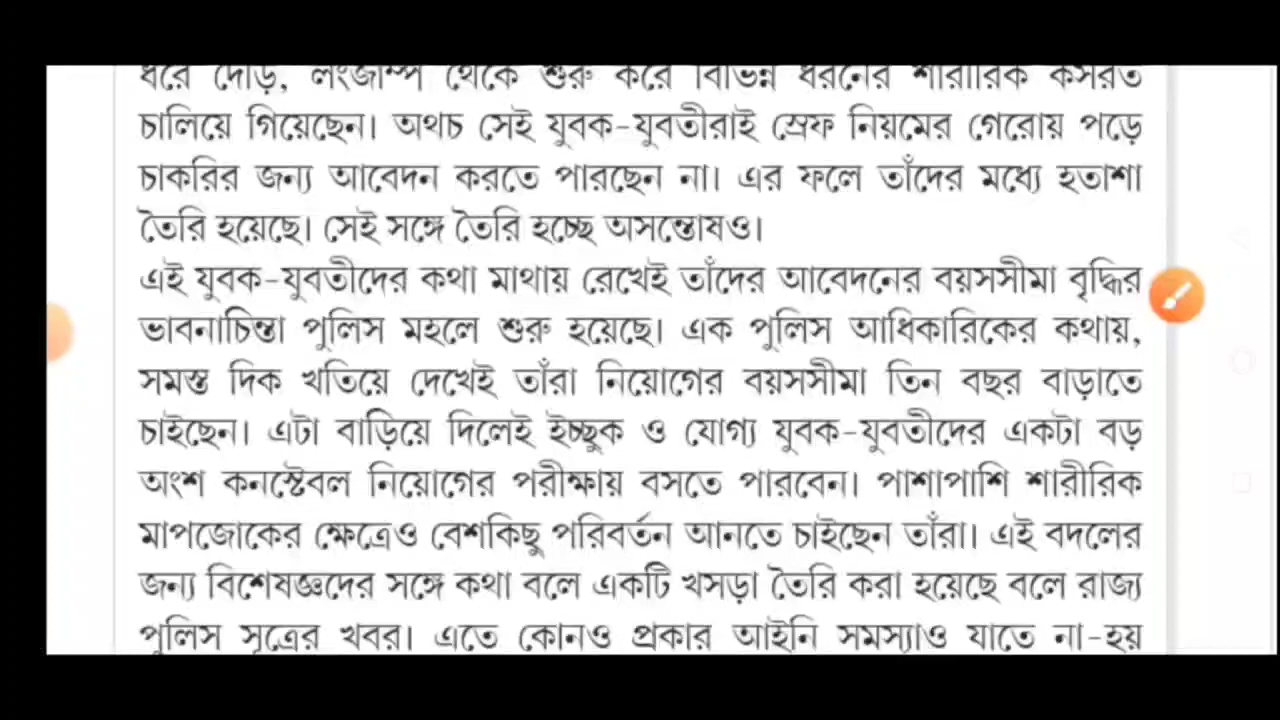 ধরে দৌড়, লংজাম্প থেকে শুরু করে বিভিন্ন ধরনের শারীরিক কসরত
চালিয়ে গিয়েছেন। অথচ সেই যুবক-যুবতীরাই স্রেফ নিয়মের গেরোয় পড়ে
চাকরির জন্য আবেদন করতে পারছেন না। এর ফলে তাঁদের মধ্যে হতাশা
তৈরি হয়েছে। সেই সঙ্গে তৈরি হচ্ছে অসন্তোষও।
এই যুবক-যুবতীদের কথা মাথায় রেখেই তাঁদের আবেদনের বয়সসীমা বৃদ্ধির
ভাবনাচিন্তা পুলিস মহলে শুরু হয়েছে। এক পুলিস আধিকারিকের কথায়,
সমস্ত দিক খতিয়ে দেখেই তাঁরা নিয়োগের বয়সসীমা তিন বছর বাড়াতে
চাইছেন। এটা বাড়িয়ে দিলেই ইচ্ছুক ও যোগ্য যুবক-যুবতীদের একটা বড়
অংশ কনস্টেবল নিয়োগের পরীক্ষায় বসতে পারবেন। পাশাপাশি শারীরিক
মাপজোকের ক্ষেত্রেও বেশকিছু পরিবর্তন আনতে চাইছেন তাঁরা। এই বদলের
জন্য বিশেষজ্ঞদের সঙ্গে কথা বলে একটি খসড়া তৈরি করা হয়েছে বলে রাজ্য
পুলিস সূত্রের খবর। এতে কোনও প্রকার আইনি সমস্যাও যাতে না-হয়